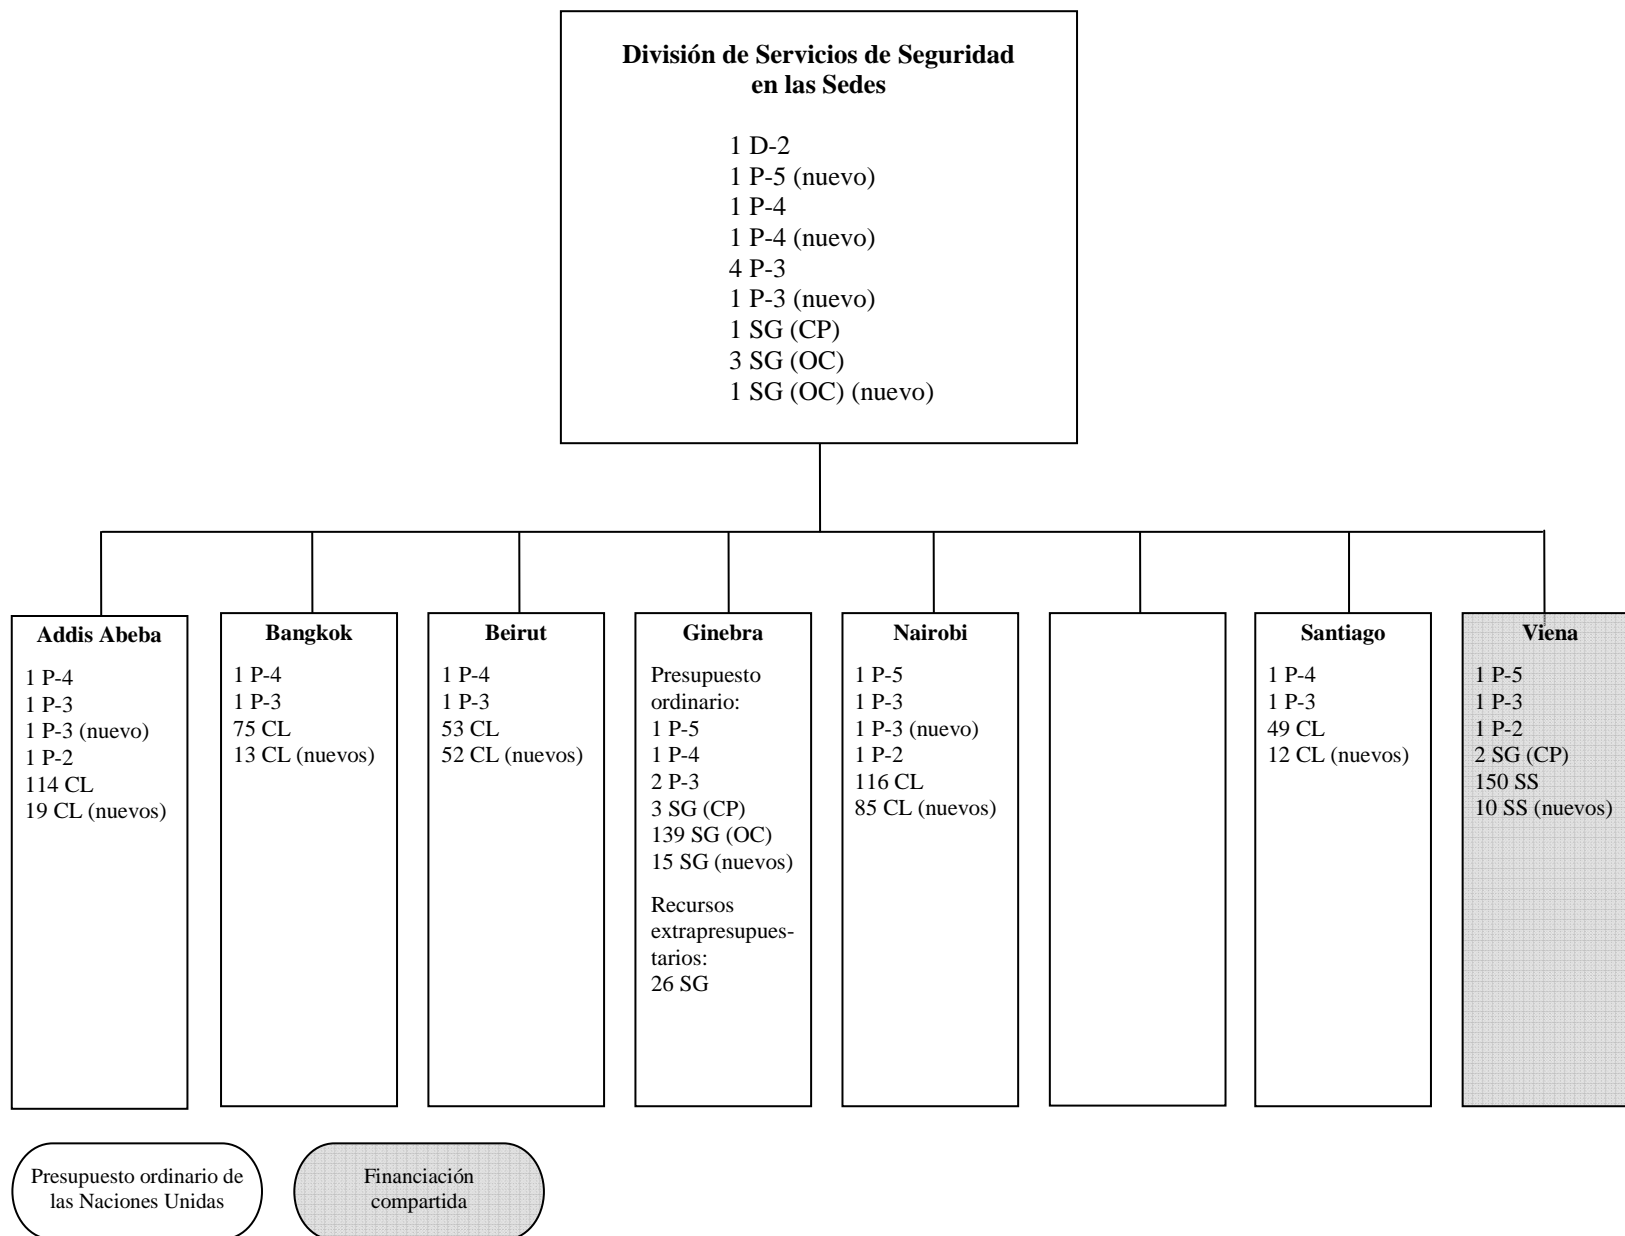 División de Servicios de Seguridad
en las Sedes
1 D-2
1 P-5 (nuevo)
1 P-4
1 P-4 (nuevo)
4 P-3
1 P-3 (nuevo)
1 SG (CP)
3 SG (OC)
1 SG (OC) (nuevo)
Addis Abeba
1 P-4
1 P-3
1 P-3 (nuevo)
1 P-2
114 CL
19 CL (nuevos)
Bangkok
1 P-4
1 P-3
75 CL
13 CL (nuevos)
Beirut
1 P-4
1 P-3
53 CL
52 CL (nuevos)
Ginebra
Presupuesto
ordinario:
1 P-5
1 P-4
2 P-3
3 SG (CP)
139 SG (OC)
15 SG (nuevos)
Recursos
extrapresupues-
tarios:
26 SG
Nairobi
1 P-5
1 P-3
1 P-3 (nuevo)
1 P-2
116 CL
85 CL (nuevos)
Santiago
1 P-4
1 P-3
49 CL
12 CL (nuevos)
Viena
1 P-5
1 P-3
1 P-2
2 SG (CP)
150 SS
10 SS (nuevos)
Presupuesto ordinario de
las Naciones Unidas
Financiación
compartida